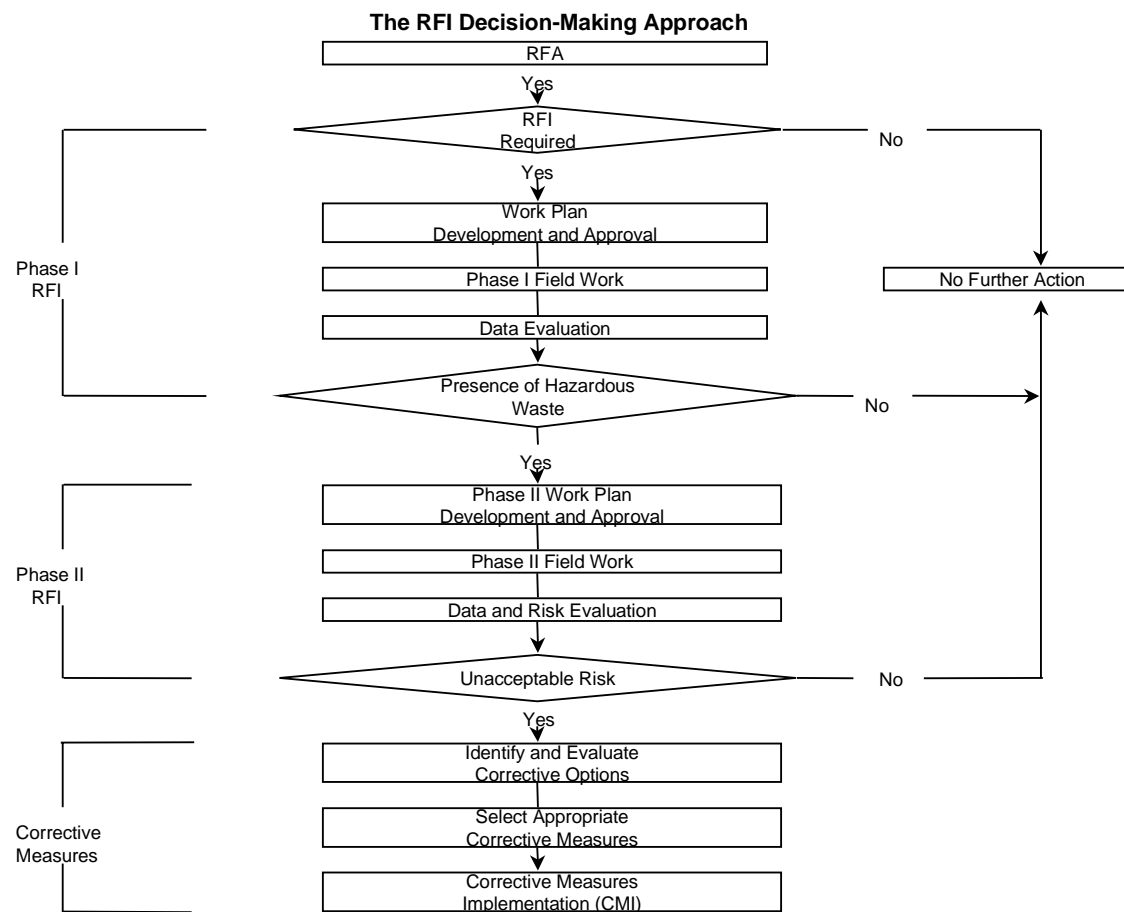 The RFI Decision-Making Approach
RFA
Yes
RFI
Required
No
Yes
Work Plan
Development and Approval
Phase I
RFI
Phase I Field Work
No Further Action
Data Evaluation
Presence of Hazardous
Waste
No
Yes
Phase II Work Plan
Development and Approval
Phase II Field Work
Phase II
RFI
Data and Risk Evaluation
Unacceptable Risk
No
Yes
Identify and Evaluate
Corrective Options
Select Appropriate
Corrective Measures
Corrective
Measures
Corrective Measures
Implementation (CMI)